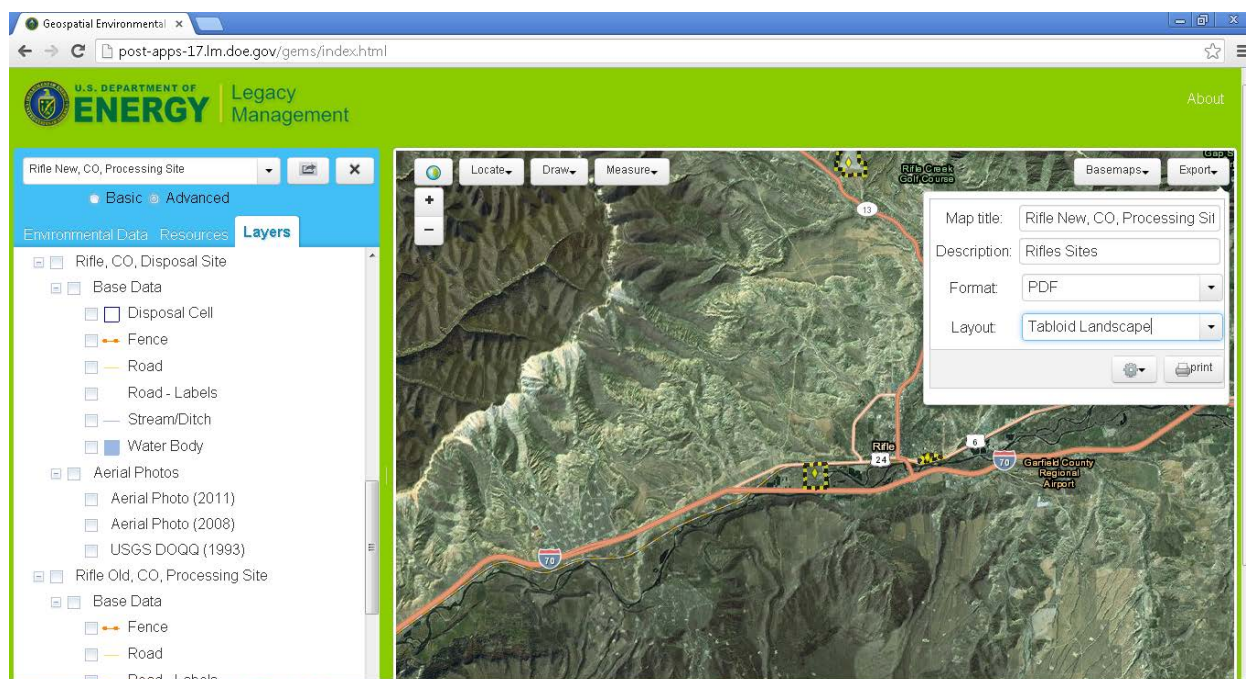 Geospatial Environmental
post-apps-17.lm.doe.gov/gems/index.html
U.S. DEPARTMENT OF
ENERGY
Legacy
Management
About
Rifle New, CO, Processing Site
Basic Advanced
Environmental Data Resources Layers
Rifle, CO, Disposal Site
Base Data
Disposal Cell
Fence
Road
Road - Labels
Stream/Ditch
Water Body
Aerial Photos
Aerial Photo (2011)
Aerial Photo (2008)
USGS DOQQ (1993)
Rifle Old, CO, Processing Site
Base Data
Fence
Road
Road - Labels
Locate Draw Measure
+
−
Basemaps Export
Map title: Rifle New, CO, Processing Sit
Description: Rifles Sites
Format: PDF
Layout: Tabloid Landscape
print
Rifle Creek
Golf Course
Gap S
13
Rifle
24
6
70
Garfield County
Regional
Airport
70